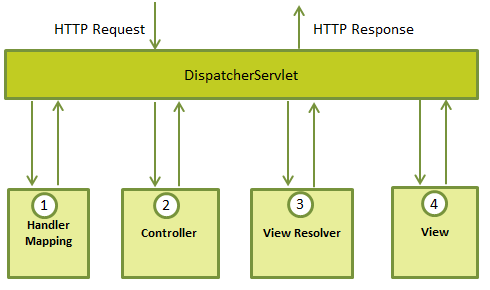 HTTP Request
HTTP Response
DispatcherServlet
1
Handler
Mapping
2
Controller
3
View Resolver
4
View